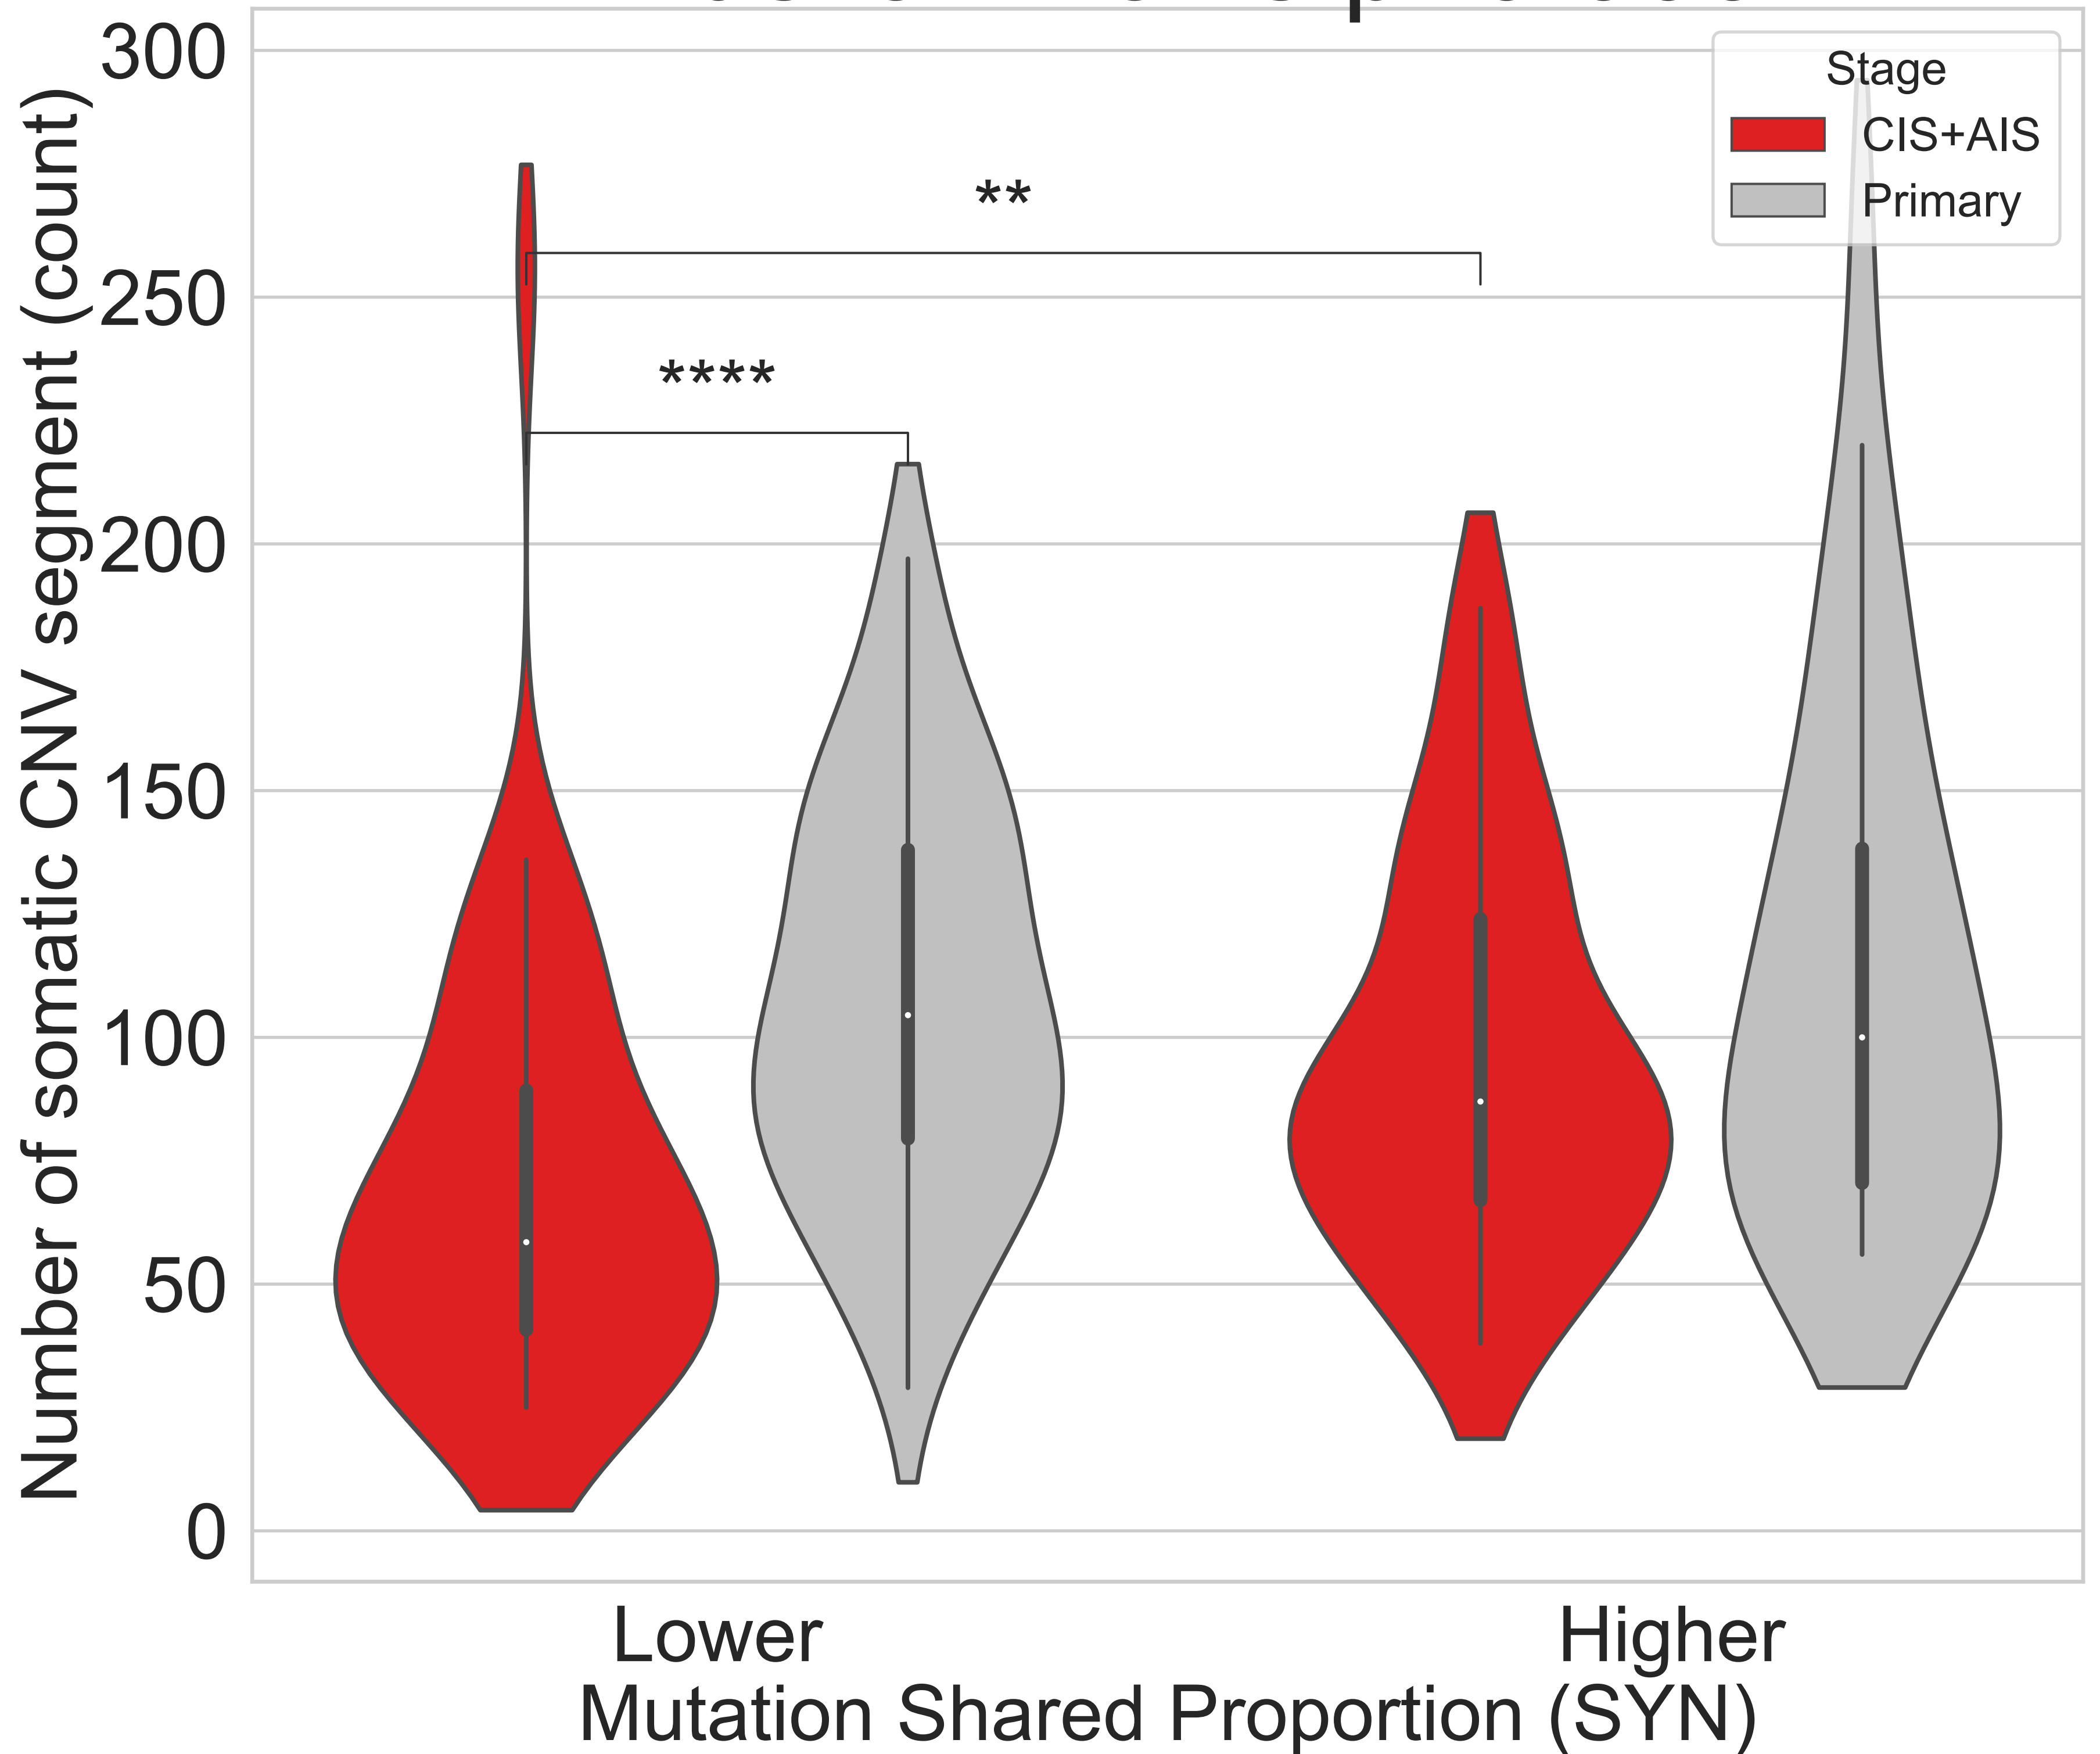 300
250
200
150
100
50
0
Number of somatic CNV segment (count)
Stage
CIS+AIS
Primary
**
****
Lower
Higher
Mutation Shared Proportion (SYN)